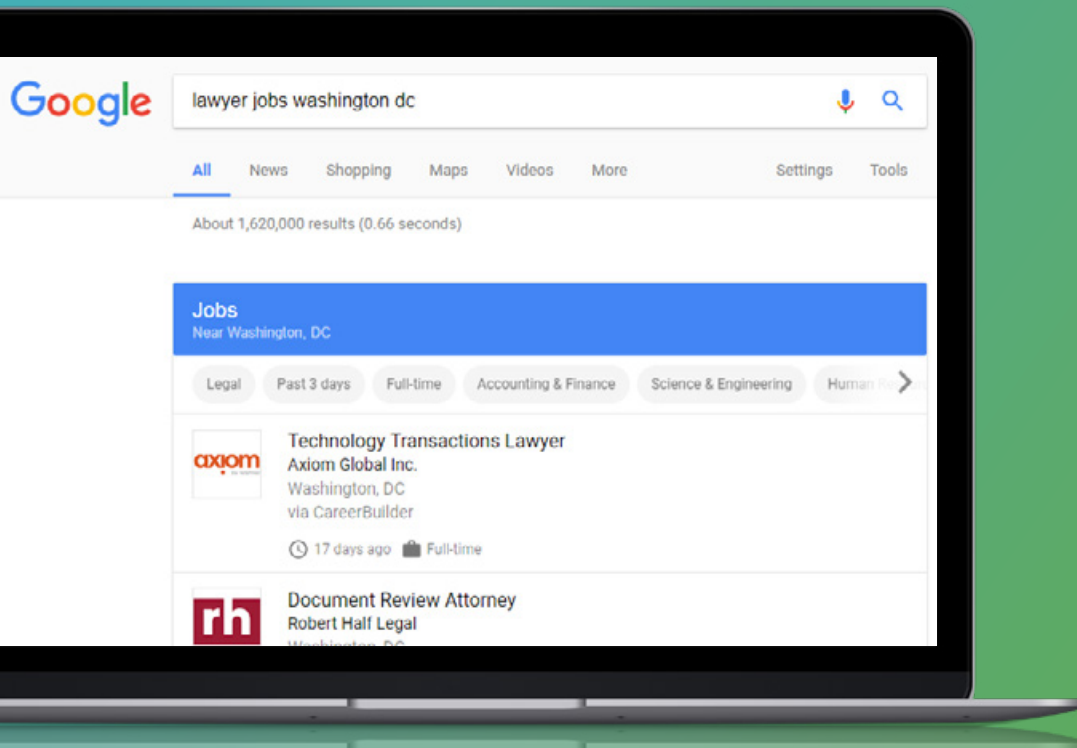 Google
lawyer jobs washington dc
All News Shopping Maps Videos More Settings Tools
About 1,620,000 results (0.66 seconds)
Jobs
Near Washington, DC
Legal Past 3 days Full-time Accounting & Finance Science & Engineering Human
axiom
Technology Transactions Lawyer
Axiom Global Inc.
Washington, DC
via CareerBuilder
17 days ago Full-time
rh
Document Review Attorney
Robert Half Legal
Washington, DC